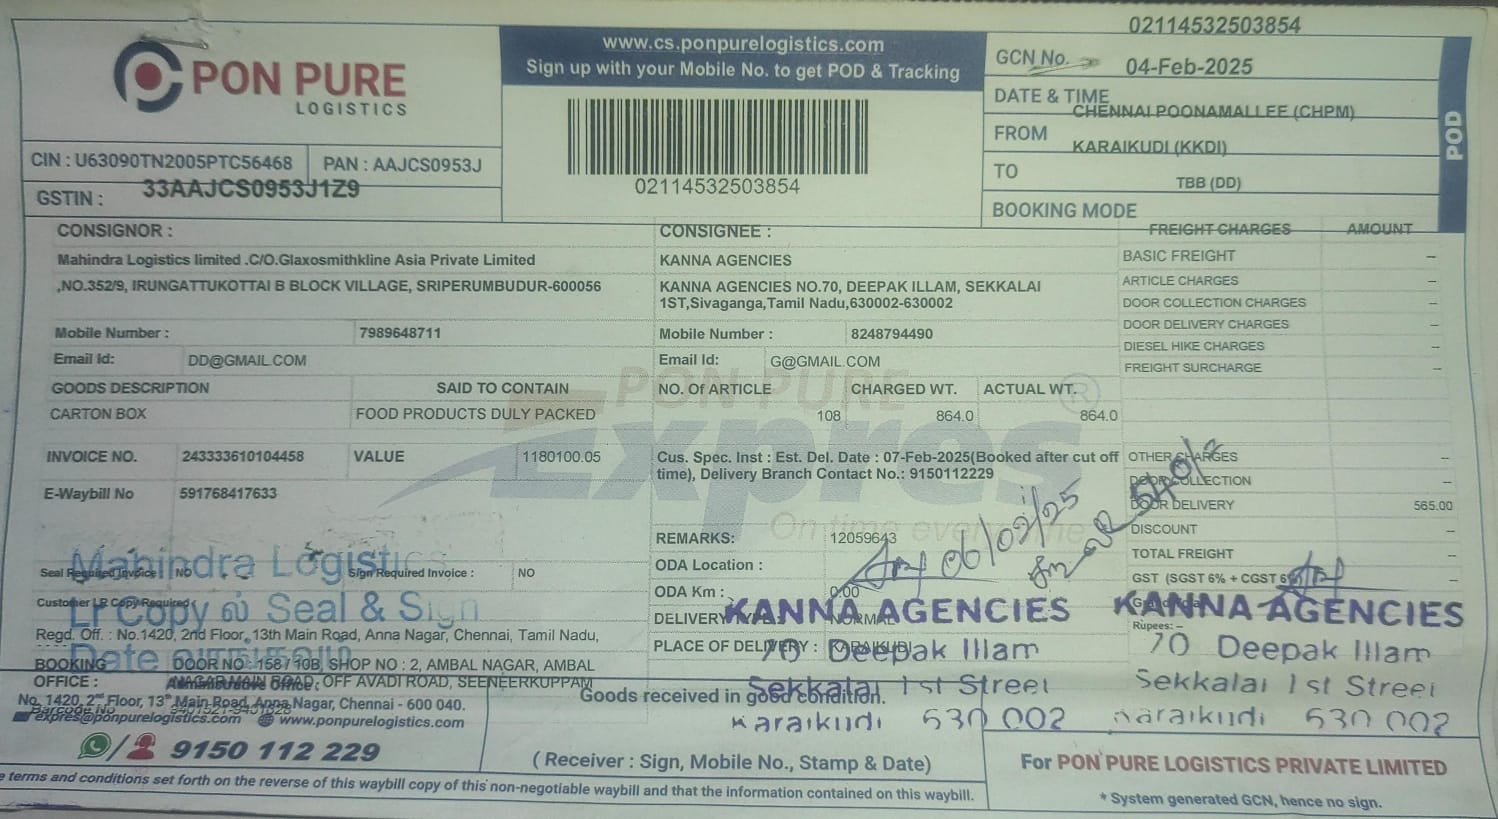 02114532503854
PON PURE
LOGISTICS
www.cs.ponpurelogistics.com
Sign up with your Mobile No. to get POD & Tracking
02114532503854
GCN No.
04-Feb-2025
DATE & TIME
CHENNAI POONAMALLEE (CHPM)
FROM
KARAIKUDI (KKDI)
TO
TBB (DD)
BOOKING MODE
POD
CIN : U63090TN2005PTC56468 PAN : AAJCS0953J
GSTIN : 33AAJCS0953J1Z9
CONSIGNOR :
Mahindra Logistics limited .C/O.Glaxosmithkline Asia Private Limited
,NO.352/9, IRUNGATTUKOTTAI B BLOCK VILLAGE, SRIPERUMBUDUR-600056
Mobile Number : 7989648711
Email Id: DD@GMAIL.COM
GOODS DESCRIPTION SAID TO CONTAIN
CARTON BOX FOOD PRODUCTS DULY PACKED
INVOICE NO. 243333610104458 VALUE 1180100.05
E-Waybill No 591768417633
CONSIGNEE :
KANNA AGENCIES
KANNA AGENCIES NO.70, DEEPAK ILLAM, SEKKALAI
1ST,Sivaganga,Tamil Nadu,630002-630002
Mobile Number : 8248794490
Email Id: G@GMAIL.COM
NO. Of ARTICLE CHARGED WT. ACTUAL WT.
108 864.0 864.0
PON PURE
Expres
®
On time every time
Cus. Spec. Inst : Est. Del. Date : 07-Feb-2025(Booked after cut off
time), Delivery Branch Contact No.: 9150112229
REMARKS: 12059643
ODA Location :
ODA Km : 0.00
DELIVERY TYPE: NORMAL
PLACE OF DELIVERY : KARAIKUDI
06/02/25
FREIGHT CHARGES AMOUNT
BASIC FREIGHT –
ARTICLE CHARGES –
DOOR COLLECTION CHARGES –
DOOR DELIVERY CHARGES –
DIESEL HIKE CHARGES –
FREIGHT SURCHARGE –
OTHER CHARGES –
DOOR COLLECTION –
DOOR DELIVERY 565.00
DISCOUNT –
TOTAL FREIGHT –
GST (SGST 6% + CGST 6%) –
Rupees: –
Mahindra Logistics
Seal Required Invoice : NO Sign Required Invoice : NO
Customer LR Copy Required :
Lr Copy ல் Seal & Sign
Date
Regd. Off. : No.1420, 2nd Floor, 13th Main Road, Anna Nagar, Chennai, Tamil Nadu,
BOOKING OFFICE : DOOR NO : 158 / 10B, SHOP NO : 2, AMBAL NAGAR, AMBAL
NAGAR MAIN ROAD, OFF AVADI ROAD, SEENEERKUPPAM
Administrative Office :
No. 1420, 2nd Floor, 13th Main Road, Anna Nagar, Chennai - 600 040.
Barcode No
expres@ponpurelogistics.com www.ponpurelogistics.com
9150 112 229
KANNA AGENCIES
70 Deepak Illam
Sekkalai 1st Street
Karaikudi 630 002
KANNA AGENCIES
70 Deepak Illam
Sekkalai 1st Street
Karaikudi 630 002
Goods received in good condition.
( Receiver : Sign, Mobile No., Stamp & Date)
For PON PURE LOGISTICS PRIVATE LIMITED
* System generated GCN, hence no sign.
e terms and conditions set forth on the reverse of this waybill copy of this non-negotiable waybill and that the information contained on this waybill.